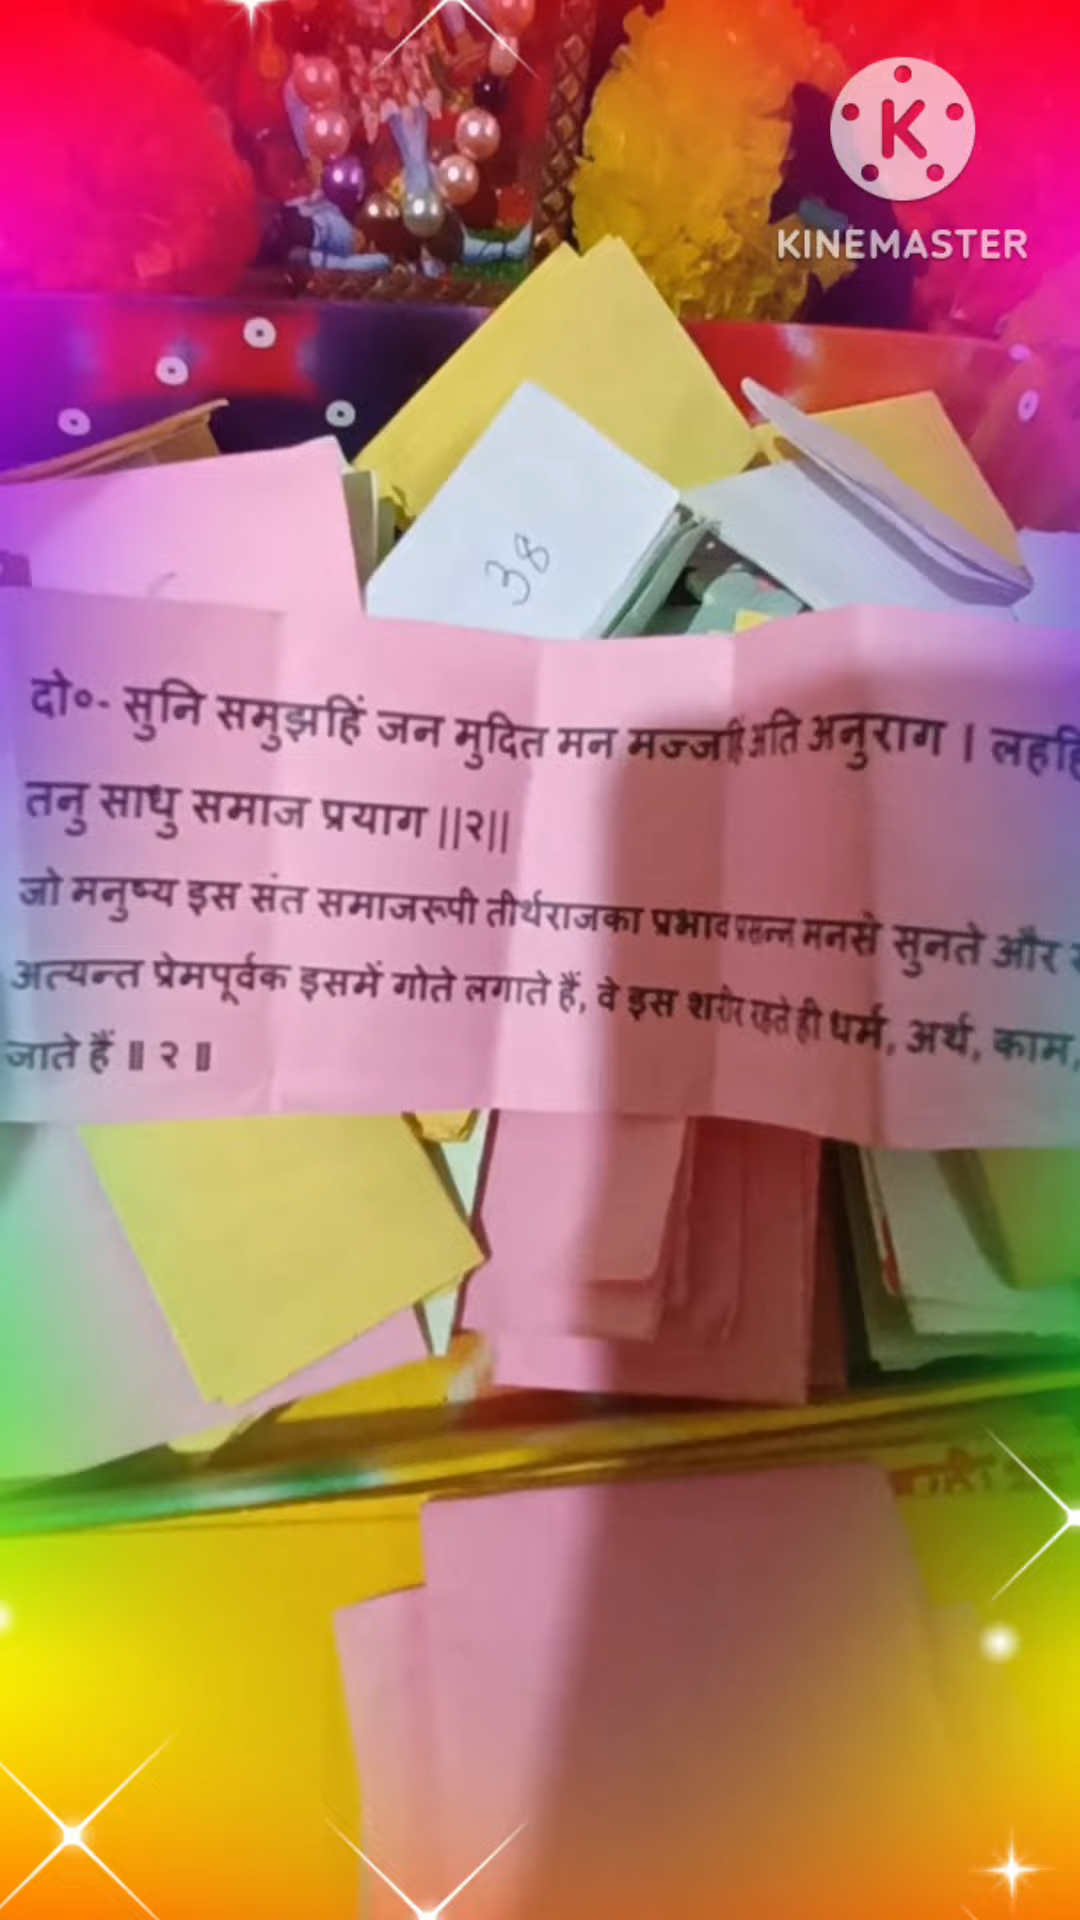 KINEMASTER
38
दो०- सुनि समुझहिं जन मुदित मन मज्जहिं अति अनुराग ।
तनु साधु समाज प्रयाग ||२||
जो मनुष्य इस संत समाजरूपी तीर्थराजका प्रभाव प्रसन्न मनसे सुनते और
अत्यन्त प्रेमपूर्वक इसमें गोते लगाते हैं, वे इस शरीर रहते ही धर्म, अर्थ, काम,
जाते हैं ॥ २ ॥